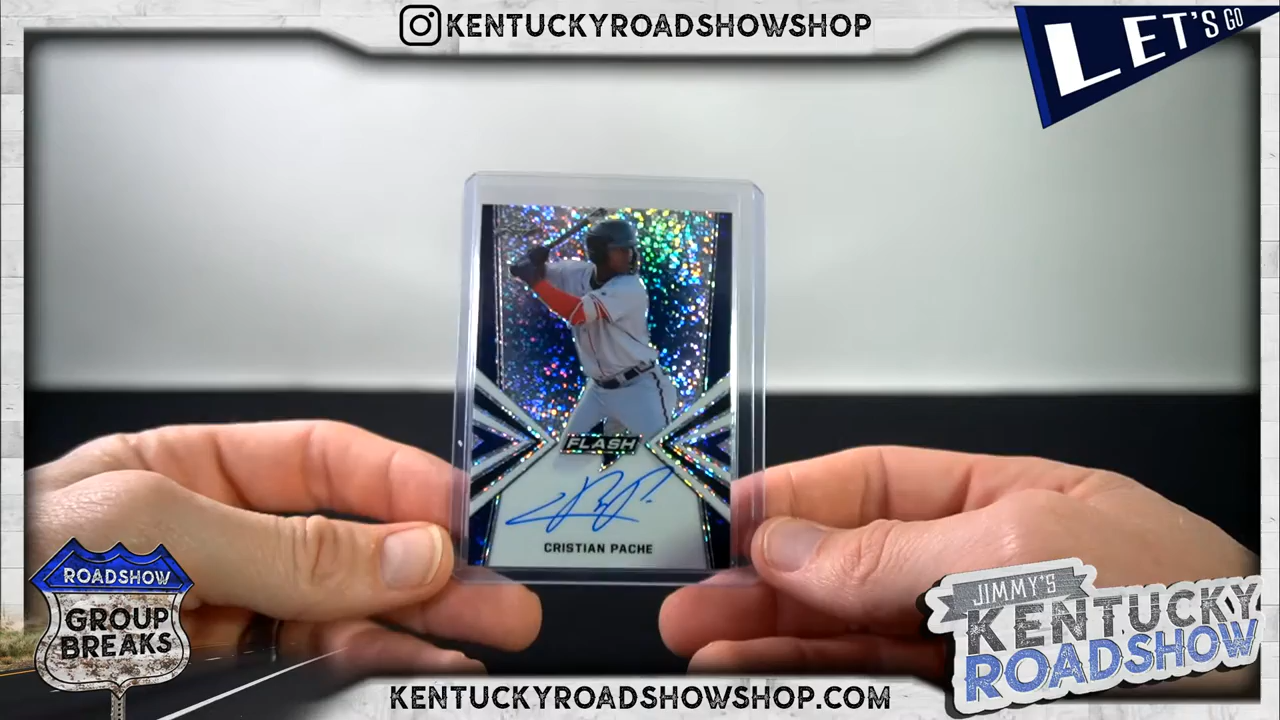 KENTUCKYROADSHOWSHOP
LET'S GO
FLASH
CRISTIAN PACHE
ROADSHOW
GROUP
BREAKS
JIMMY'S
KENTUCKY
ROADSHOW
KENTUCKYROADSHOWSHOP.COM